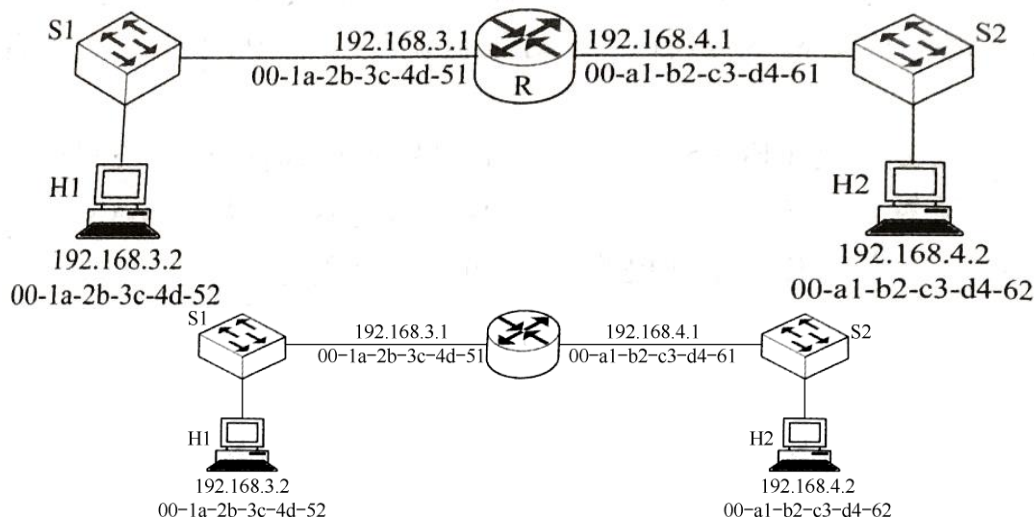 S1
192.168.3.1
192.168.4.1
S2
00-1a-2b-3c-4d-51
R
00-a1-b2-c3-d4-61
H1
H2
192.168.3.2
192.168.4.2
00-1a-2b-3c-4d-52
00-a1-b2-c3-d4-62
S1
192.168.3.1
192.168.4.1
S2
00-1a-2b-3c-4d-51
00-a1-b2-c3-d4-61
H1
H2
192.168.3.2
192.168.4.2
00-1a-2b-3c-4d-52
00-a1-b2-c3-d4-62